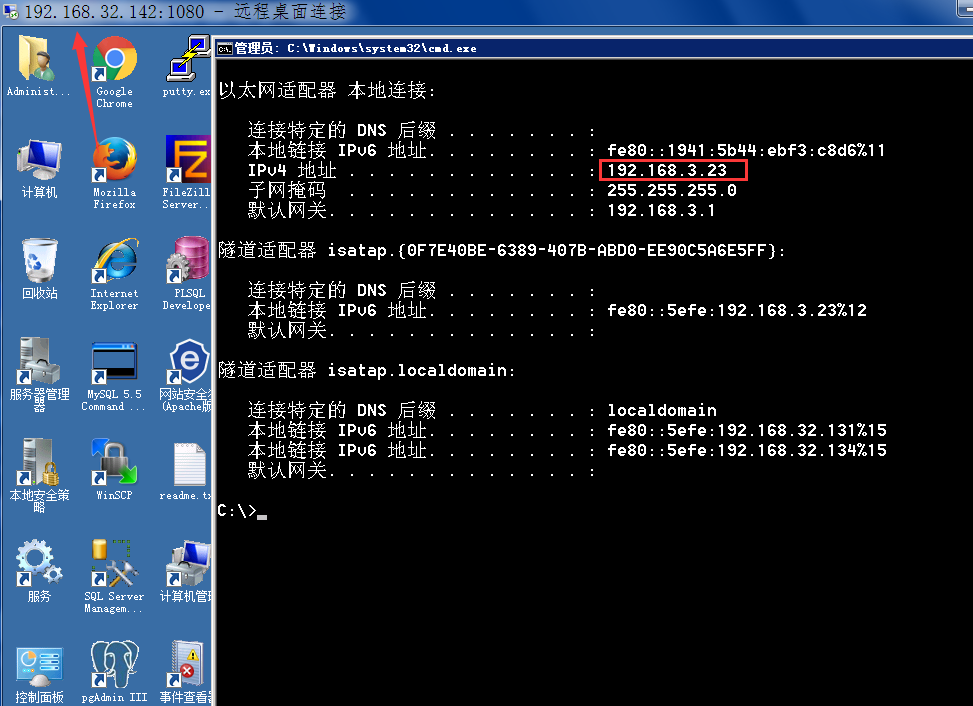 192.168.32.142:1080 - 远程桌面连接
管理员: C:\Windows\system32\cmd.exe
Administ...
Google
Chrome
putty.ex
计算机
Mozilla
Firefox
FileZill
Server..
回收站
Internet
Explorer
PLSQL
Develope
服务器管理
器
MySQL 5.5
Command ...
网站安全
(Apache版
本地安全策
略
WinSCP
readme.tx
服务
SQL Server
Managem...
计算机管理
控制面板
pgAdmin III
事件查看
以太网适配器 本地连接:
连接特定的 DNS 后缀 . . . . . . . :
本地链接 IPv6 地址. . . . . . . . : fe80::1941:5b44:ebf3:c8d6%11
IPv4 地址 . . . . . . . . . . . . : 192.168.3.23
子网掩码 . . . . . . . . . . . . : 255.255.255.0
默认网关. . . . . . . . . . . . . : 192.168.3.1
隧道适配器 isatap.{0F7E40BE-6389-407B-ABD0-EE90C5A6E5FF}:
连接特定的 DNS 后缀 . . . . . . . :
本地链接 IPv6 地址. . . . . . . . : fe80::5efe:192.168.3.23%12
默认网关. . . . . . . . . . . . . :
隧道适配器 isatap.localdomain:
连接特定的 DNS 后缀 . . . . . . . : localdomain
本地链接 IPv6 地址. . . . . . . . : fe80::5efe:192.168.32.131%15
本地链接 IPv6 地址. . . . . . . . : fe80::5efe:192.168.32.134%15
默认网关. . . . . . . . . . . . . :
C:\>_